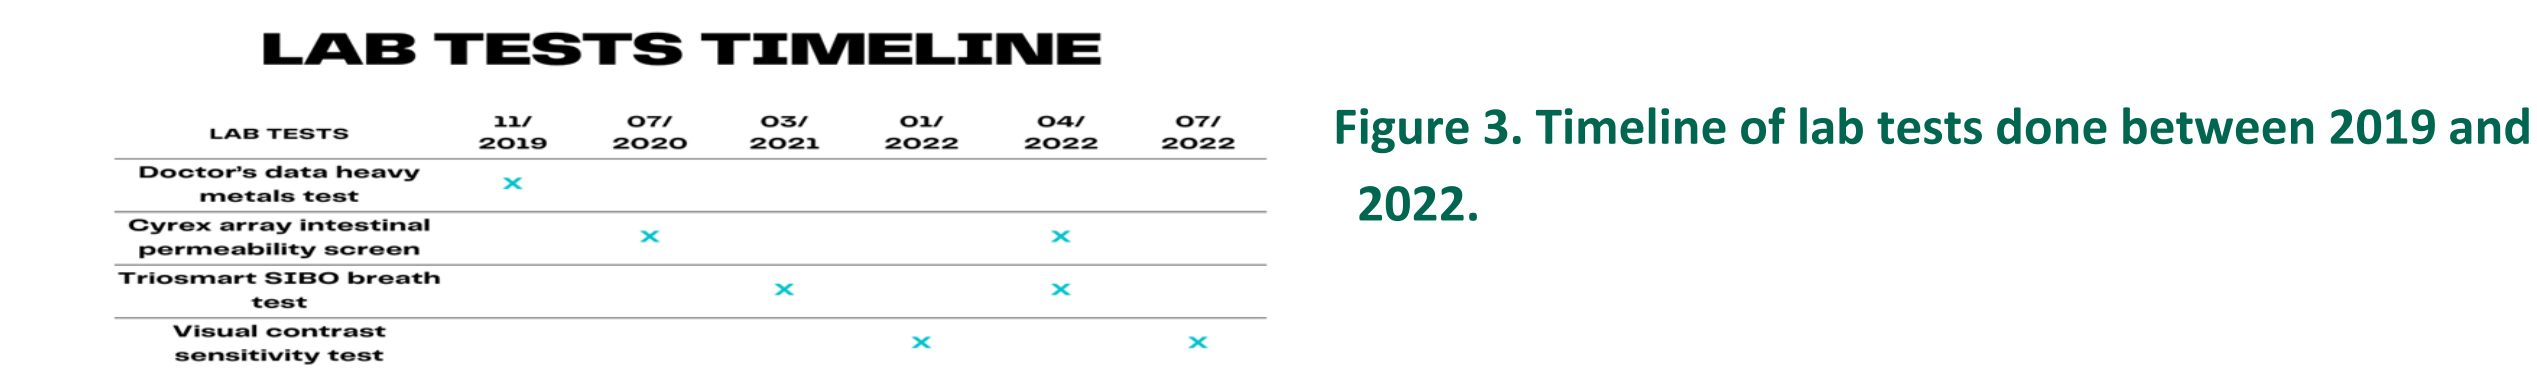 LAB TESTS TIMELINE
LAB TESTS
11/ 2019
07/ 2020
03/ 2021
01/ 2022
04/ 2022
07/ 2022
Doctor's data heavy
metals test
X
Cyrex array intestinal
permeability screen
X X
Triosmart SIBO breath
test
X X
Visual contrast
sensitivity test
X X
Figure 3. Timeline of lab tests done between 2019 and
2022.